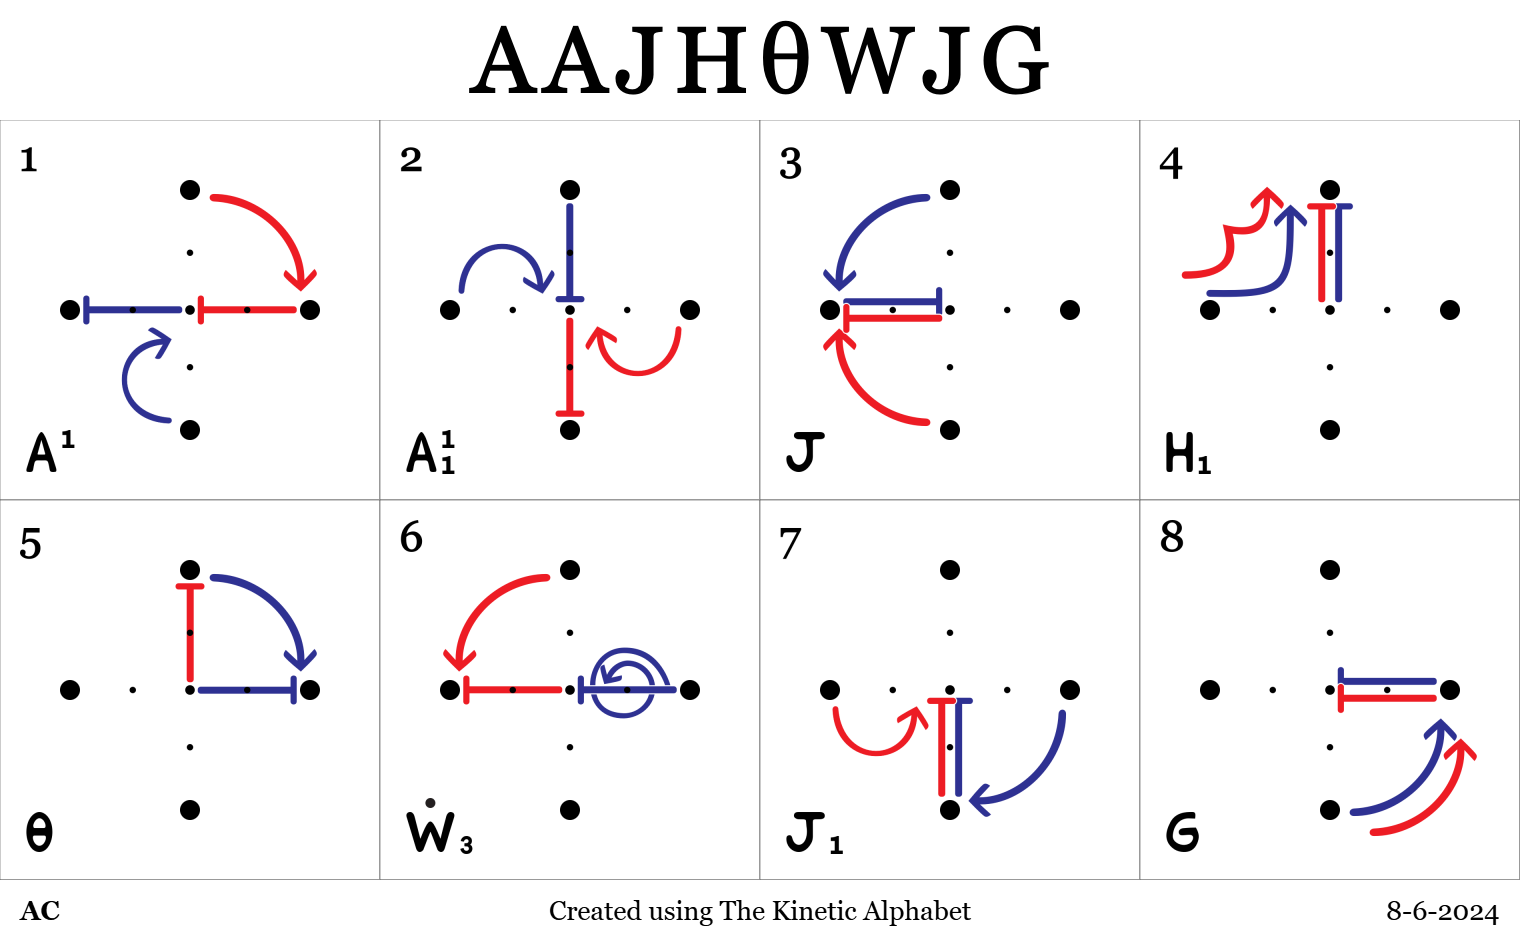 AAJHθWJG
1 2 3 4
A¹ A¹₁ J H₁
5 6 7 8
θ Ẇ₃ J₁ G
AC Created using The Kinetic Alphabet 8-6-2024